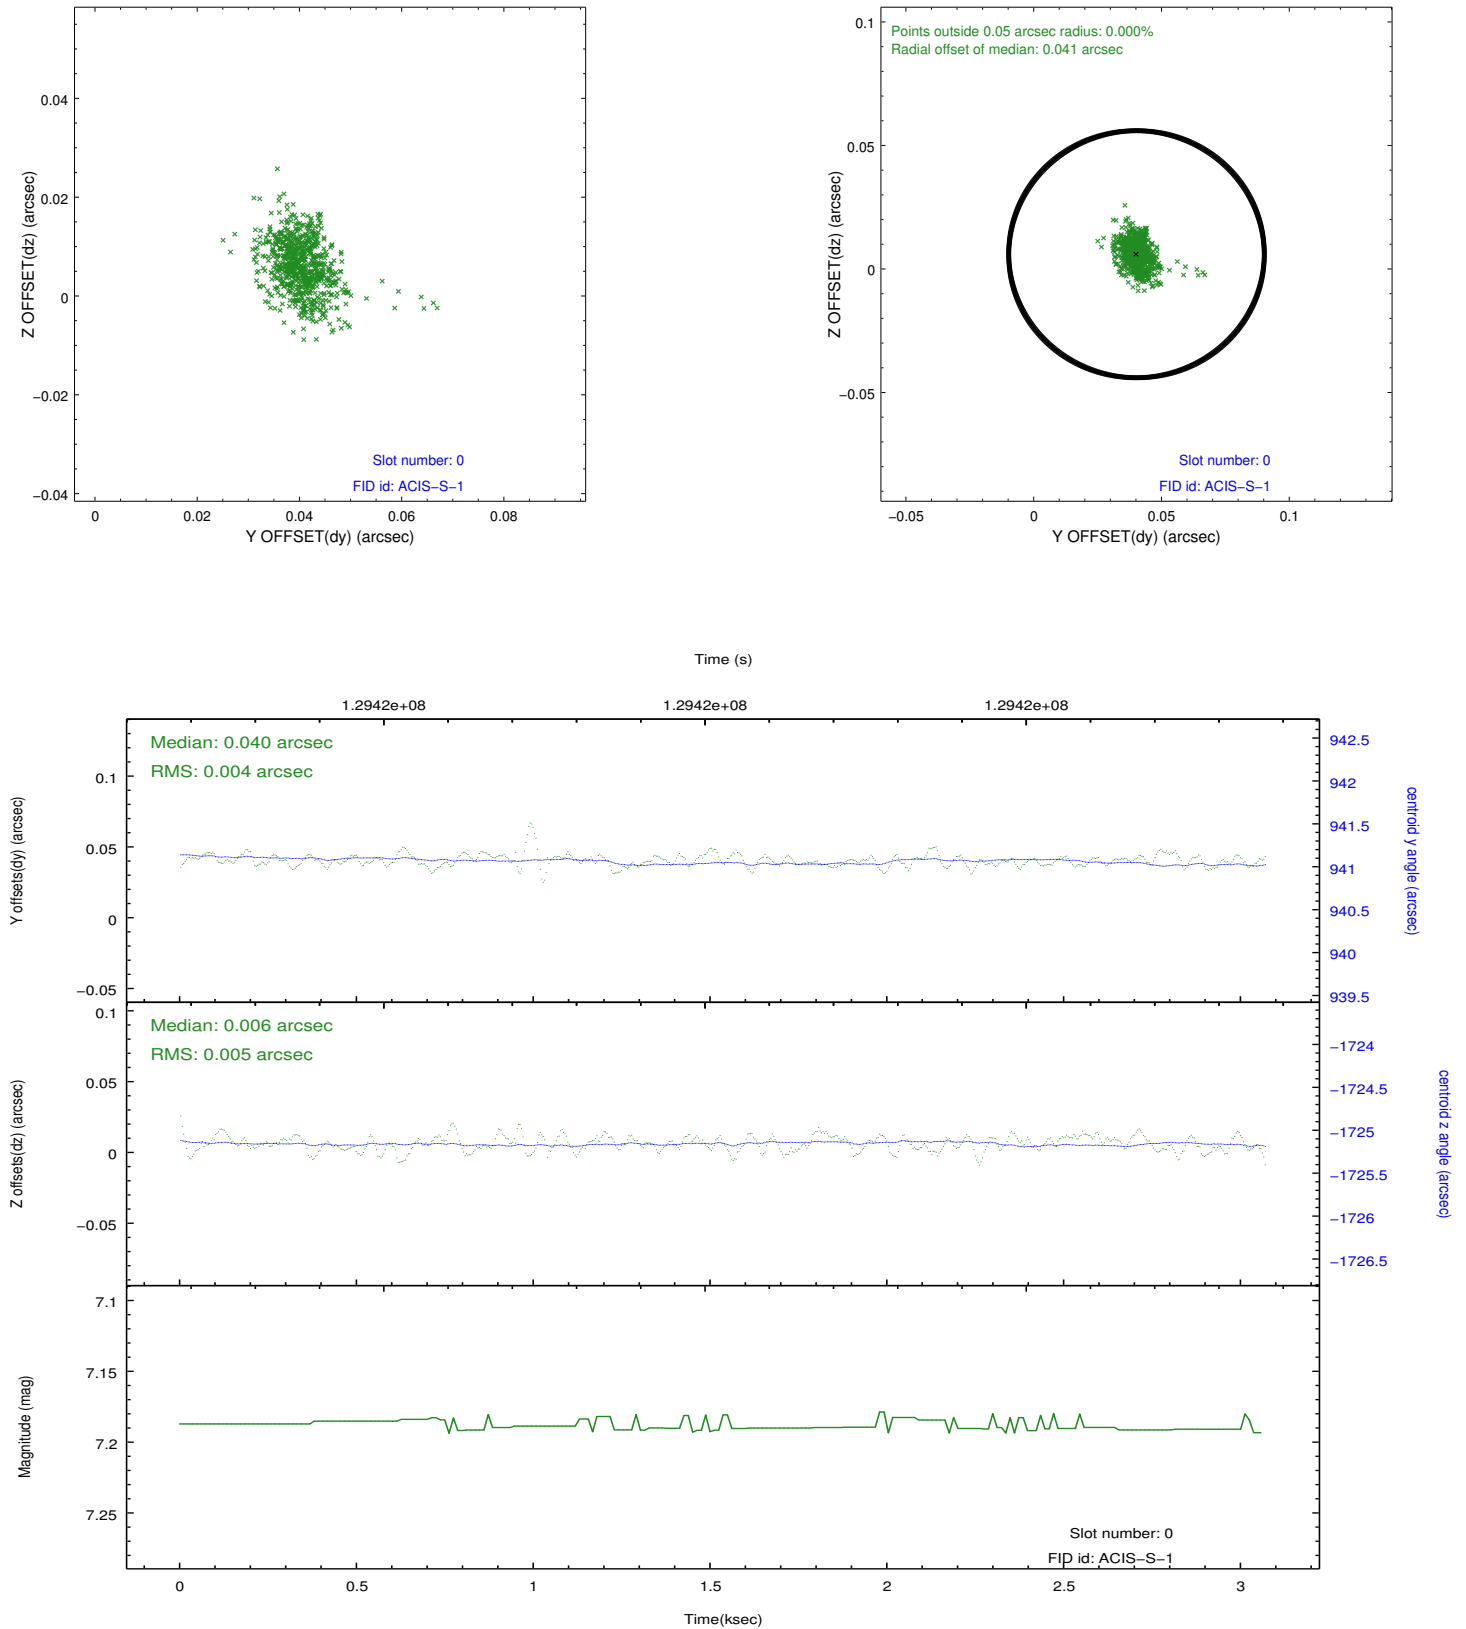 0.04
0.02
0
−0.02
−0.04
Z OFFSET(dz) (arcsec)
Slot number: 0
FID id: ACIS−S−1
0 0.02 0.04 0.06 0.08
Y OFFSET(dy) (arcsec)
Points outside 0.05 arcsec radius: 0.000%
Radial offset of median: 0.041 arcsec
0.1
0.05
0
−0.05
Z OFFSET(dz) (arcsec)
Slot number: 0
FID id: ACIS−S−1
−0.05 0 0.05 0.1
Y OFFSET(dy) (arcsec)
Time (s)
1.2942e+08 1.2942e+08 1.2942e+08
Median: 0.040 arcsec
RMS: 0.004 arcsec
0.1
0.05
0
−0.05
Y offsets(dy) (arcsec)
942.5
942
941.5
941
940.5
940
939.5
centroid y angle (arcsec)
Median: 0.006 arcsec
RMS: 0.005 arcsec
0.1
0.05
0
−0.05
Z offsets(dz) (arcsec)
−1724
−1724.5
−1725
−1725.5
−1726
−1726.5
centroid z angle (arcsec)
7.1
7.15
7.2
7.25
Magnitude (mag)
Slot number: 0
FID id: ACIS−S−1
0 0.5 1 1.5 2 2.5 3
Time(ksec)